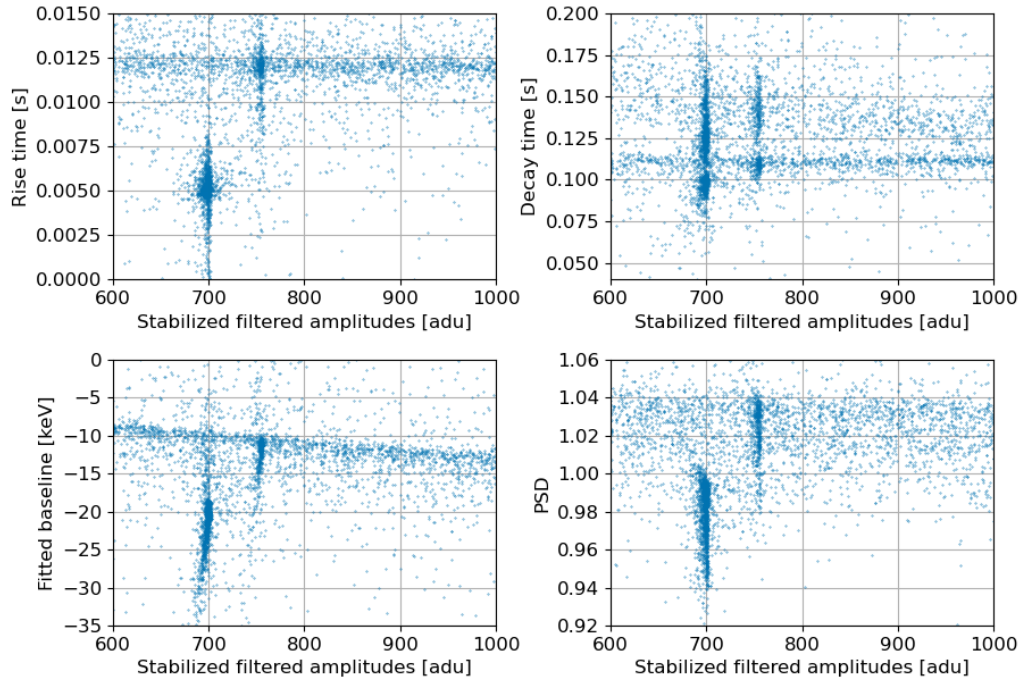 0.0150
0.0125
0.0100
0.0075
0.0050
0.0025
0.0000
Rise time [s]
600 700 800 900 1000
Stabilized filtered amplitudes [adu]
0.200
0.175
0.150
0.125
0.100
0.075
0.050
Decay time [s]
600 700 800 900 1000
Stabilized filtered amplitudes [adu]
0
−5
−10
−15
−20
−25
−30
−35
Fitted baseline [keV]
600 700 800 900 1000
Stabilized filtered amplitudes [adu]
1.06
1.04
1.02
1.00
0.98
0.96
0.94
0.92
PSD
600 700 800 900 1000
Stabilized filtered amplitudes [adu]